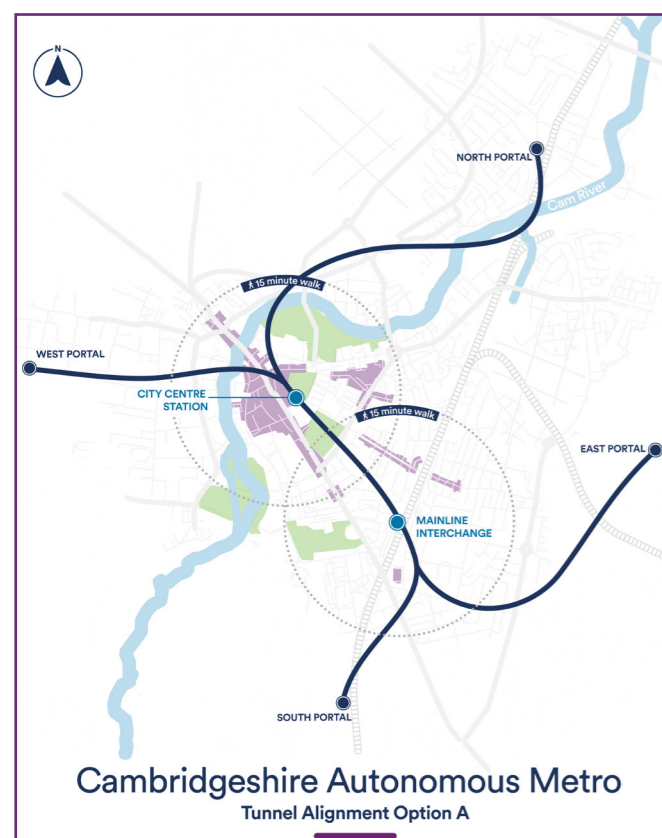 N
NORTH PORTAL
Cam River
15 minute walk
WEST PORTAL
CITY CENTRE
STATION
15 minute walk
EAST PORTAL
MAINLINE
INTERCHANGE
SOUTH PORTAL
Cambridgeshire Autonomous Metro
Tunnel Alignment Option A